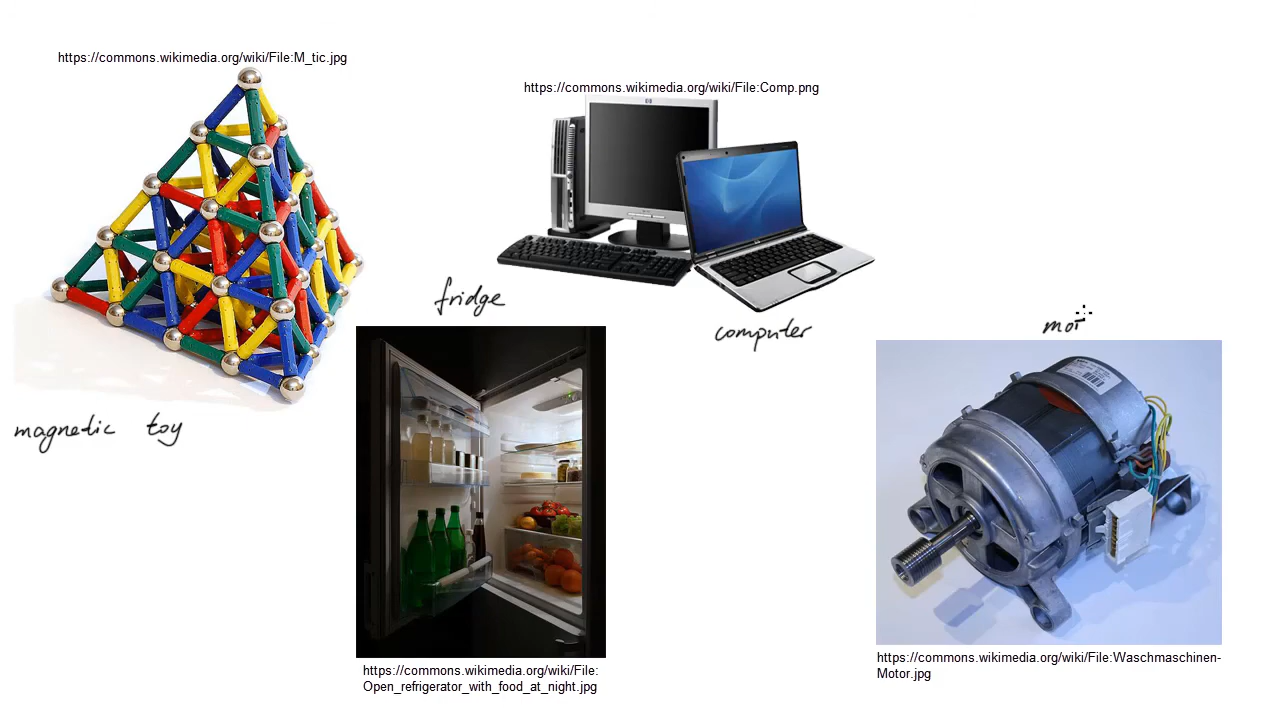 https://commons.wikimedia.org/wiki/File:M_tic.jpg
https://commons.wikimedia.org/wiki/File:Comp.png
fridge
computer
mot
magnetic toy
https://commons.wikimedia.org/wiki/File:
Open_refrigerator_with_food_at_night.jpg
https://commons.wikimedia.org/wiki/File:Waschmaschinen-
Motor.jpg